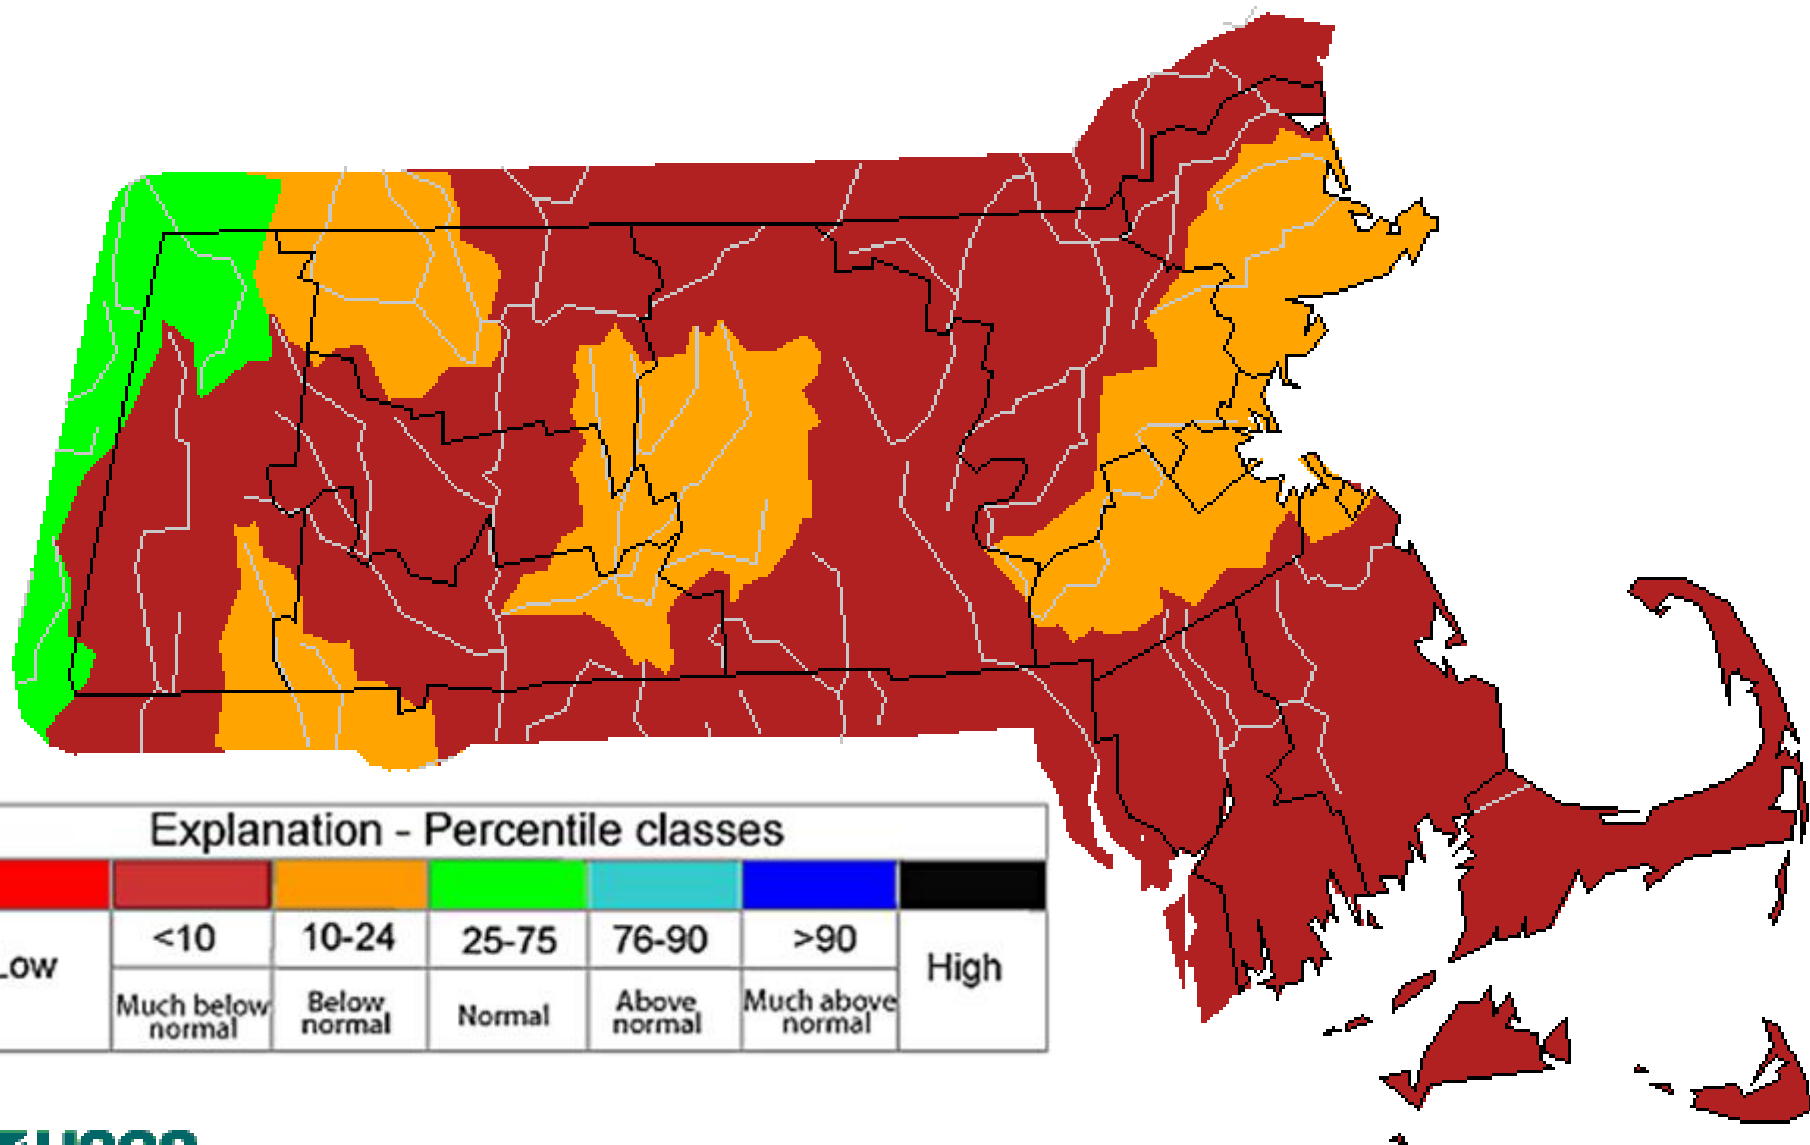 Explanation - Percentile classes
<10 10-24 25-75 76-90 >90
Low High
Much below normal Below normal Normal Above normal Much above normal
USGS